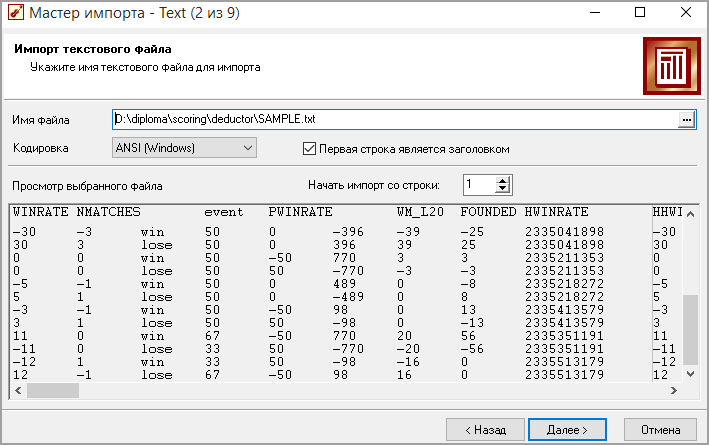 Мастер импорта - Text (2 из 9)
Импорт текстового файла
Укажите имя текстового файла для импорта
Имя файла D:\diploma\scoring\deductor\SAMPLE.txt ...
Кодировка ANSI (Windows) Первая строка является заголовком
Просмотр выбранного файла Начать импорт со строки: 1
WINRATE NMATCHES event PWINRATE WM_L20 FOUNDED HWINRATE HHWI
-30 -3 win 50 0 -396 -39 -25 2335041898 -30
30 3 lose 50 0 396 39 25 2335041898 30
0 0 win 50 -50 770 3 3 2335211353 0
0 0 lose 50 50 -770 -3 -3 2335211353 0
-5 -1 win 50 0 489 0 -8 2335218272 -5
5 1 lose 50 0 -489 0 8 2335218272 5
-3 -1 win 50 -50 98 0 13 2335413579 -3
3 1 lose 50 50 -98 0 -13 2335413579 3
11 0 win 67 -50 770 20 56 2335351191 11
-11 0 lose 33 50 -770 -20 -56 2335351191 -11
-12 1 win 33 50 -98 -16 0 2335513179 -12
12 -1 lose 67 -50 98 16 0 2335513179 12
< Назад Далее > Отмена